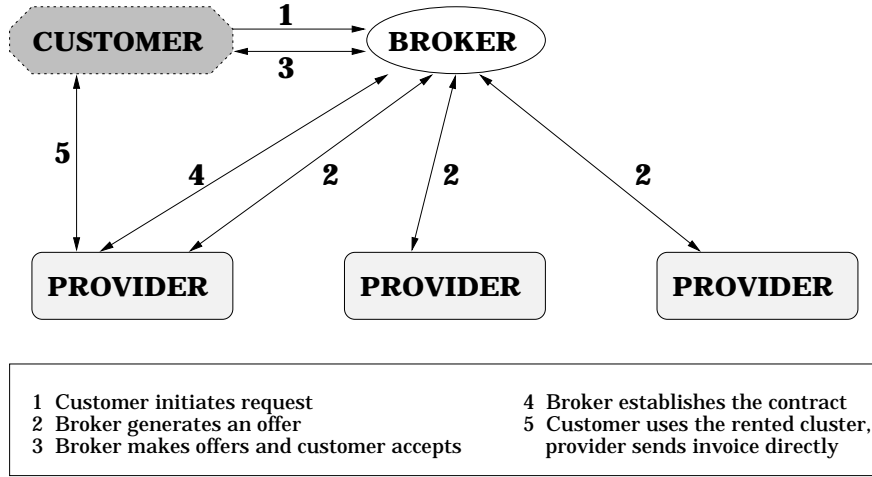 1
CUSTOMER
BROKER
3
5
4
2
2
2
PROVIDER
PROVIDER
PROVIDER
1 Customer initiates request
2 Broker generates an offer
3 Broker makes offers and customer accepts
4 Broker establishes the contract
5 Customer uses the rented cluster,
provider sends invoice directly